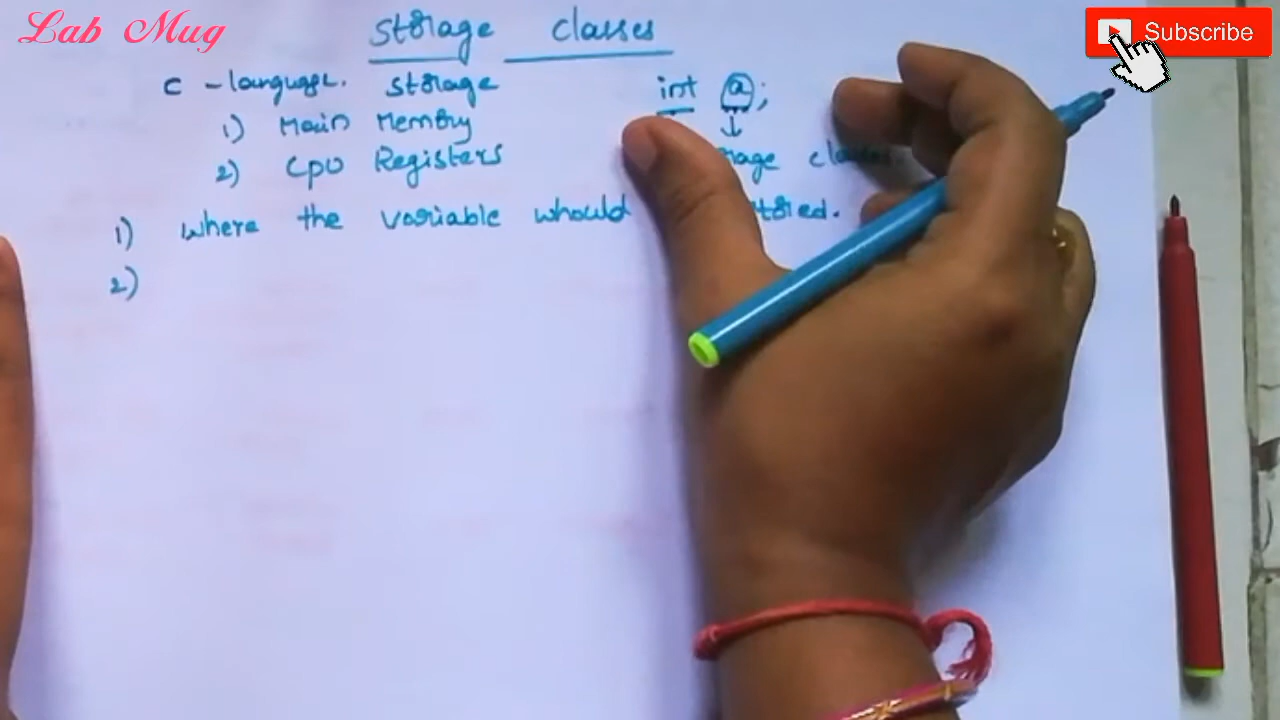 Lab Mug
Subscribe
Storage classes
C - language. storage
int a;
1) Main Memory
2) CPU Registers
1) where the variable whould
2)